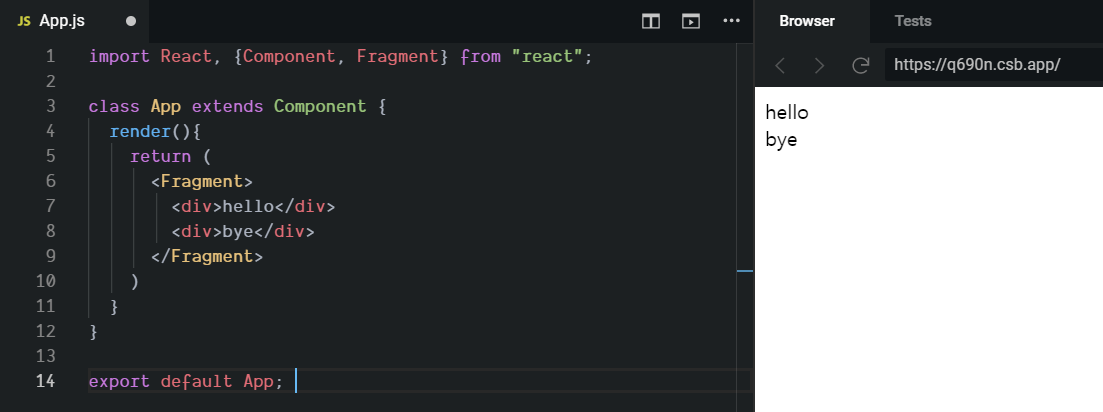 JS App.js
1 import React, {Component, Fragment} from "react";
2
3 class App extends Component {
4 render(){
5 return (
6 <Fragment>
7 <div>hello</div>
8 <div>bye</div>
9 </Fragment>
10 )
11 }
12 }
13
14 export default App;
Browser Tests
https://q690n.csb.app/
hello
bye